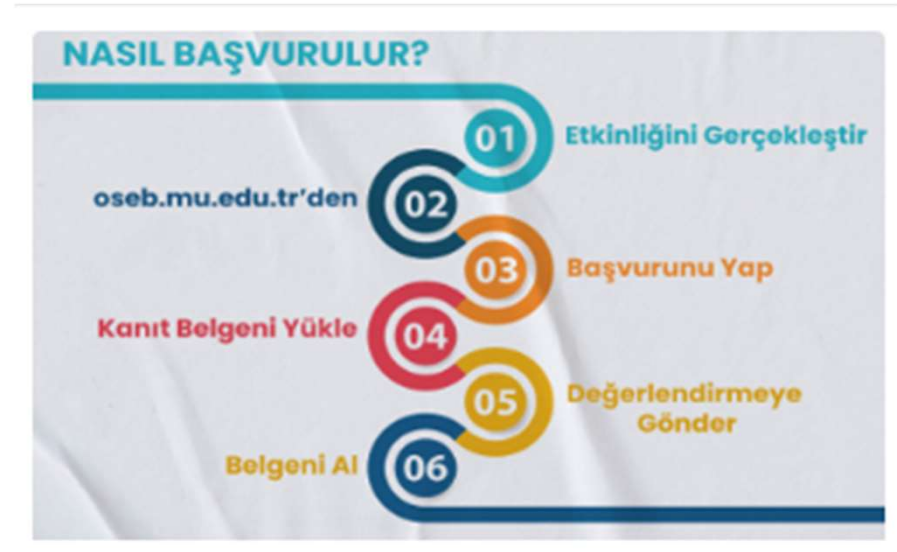 NASIL BAŞVURULUR?
01
Etkinliğini Gerçekleştir
oseb.mu.edu.tr'den
02
03
Başvurunu Yap
Kanıt Belgeni Yükle
04
05
Değerlendirmeye
Gönder
Belgeni Al
06